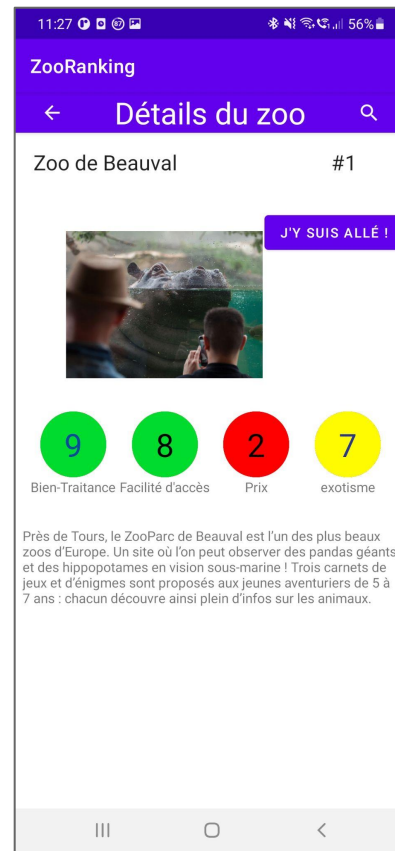 11:27 87 56%
ZooRanking
Détails du zoo
Zoo de Beauval #1
J'Y SUIS ALLÉ !
9 8 2 7
Bien-Traitance Facilité d'accès Prix exotisme
Près de Tours, le ZooParc de Beauval est l'un des plus beaux
zoos d'Europe. Un site où l'on peut observer des pandas géants
et des hippopotames en vision sous-marine ! Trois carnets de
jeux et d'énigmes sont proposés aux jeunes aventuriers de 5 à
7 ans : chacun découvre ainsi plein d'infos sur les animaux.